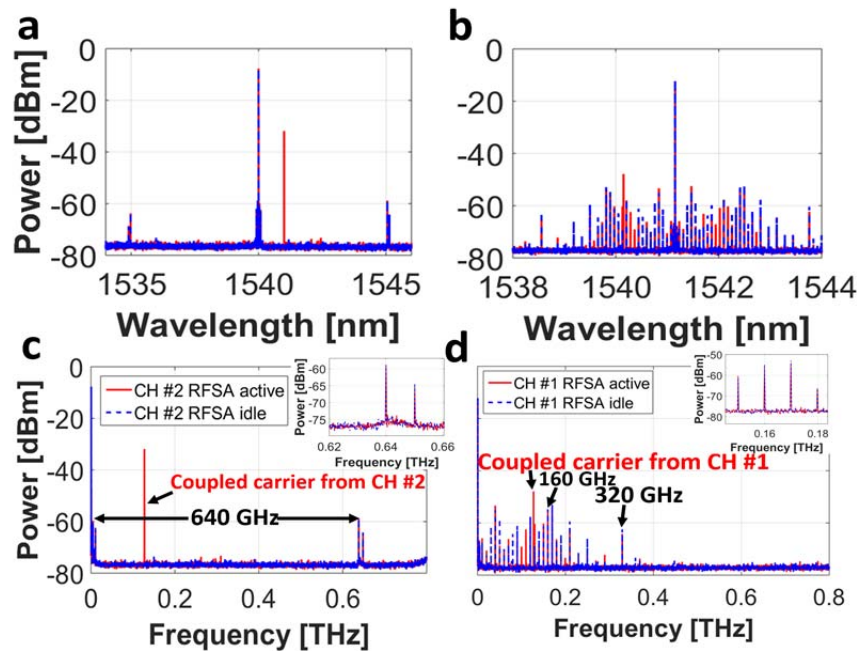 a
b
Power [dBm]
0
-20
-40
-60
-80
1535
1540
1545
Wavelength [nm]
0
-20
-40
-60
-80
1538
1540
1542
1544
Wavelength [nm]
c
d
Power [dBm]
0
-20
-40
-60
-80
CH #2 RFSA active
CH #2 RFSA idle
Power [dBm]
-60
-65
-70
-75
0.62
0.64
0.66
Frequency [THz]
Coupled carrier from CH #2
640 GHz
0
0.2
0.4
0.6
Frequency [THz]
CH #1 RFSA active
CH #1 RFSA idle
Power [dBm]
-50
-60
-70
-80
0.16
0.18
Frequency [THz]
Coupled carrier from CH #1
160 GHz
320 GHz
0
0.2
0.4
0.6
0.8
Frequency [THz]